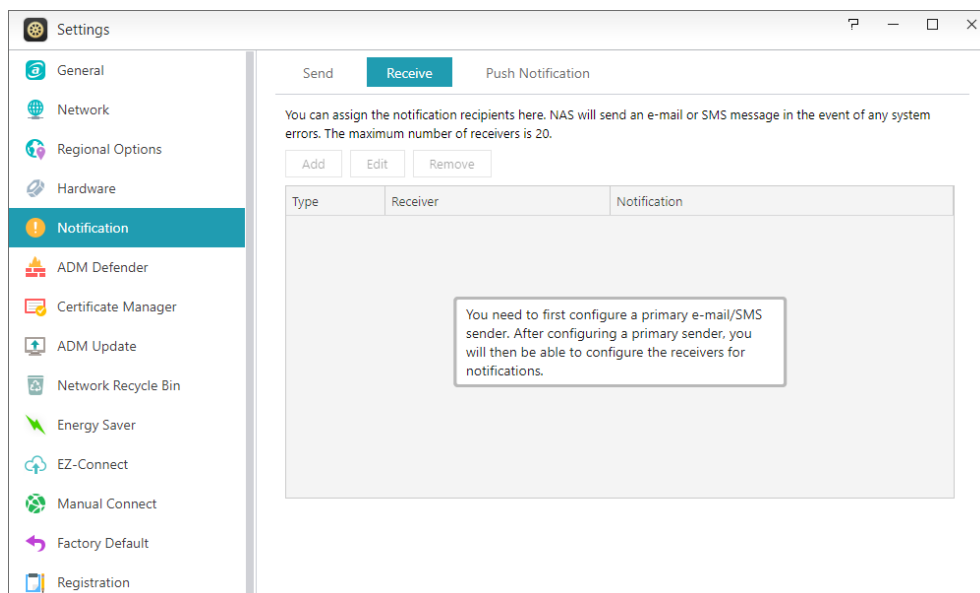 Settings
General
Network
Regional Options
Hardware
Notification
ADM Defender
Certificate Manager
ADM Update
Network Recycle Bin
Energy Saver
EZ-Connect
Manual Connect
Factory Default
Registration
Send Receive Push Notification
You can assign the notification recipients here. NAS will send an e-mail or SMS message in the event of any system
errors. The maximum number of receivers is 20.
Add Edit Remove
Type Receiver Notification
You need to first configure a primary e-mail/SMS
sender. After configuring a primary sender, you
will then be able to configure the receivers for
notifications.